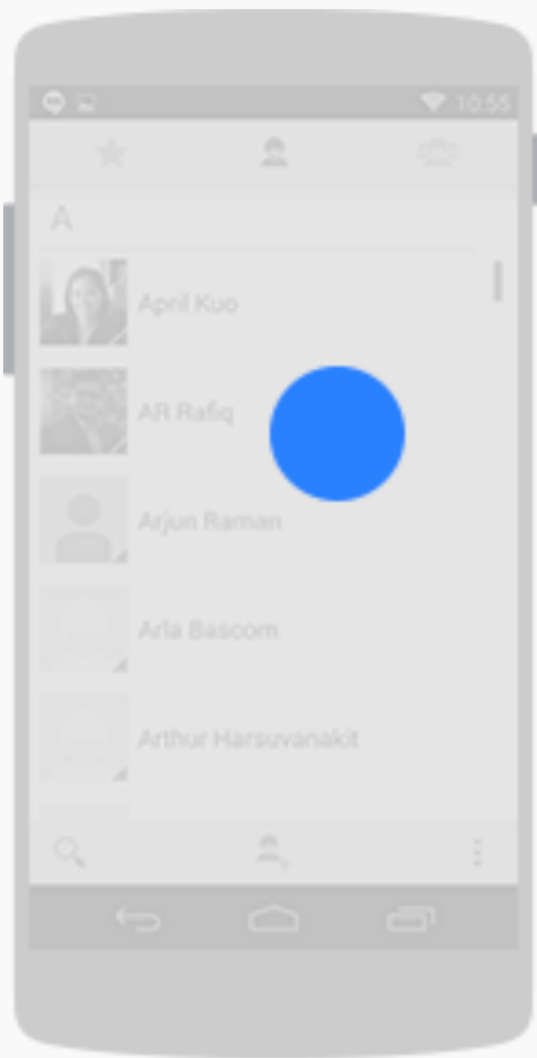 10:55
A
April Kuo
AR Rafiq
Arjun Raman
Arla Bascom
Arthur Harsuvanakit